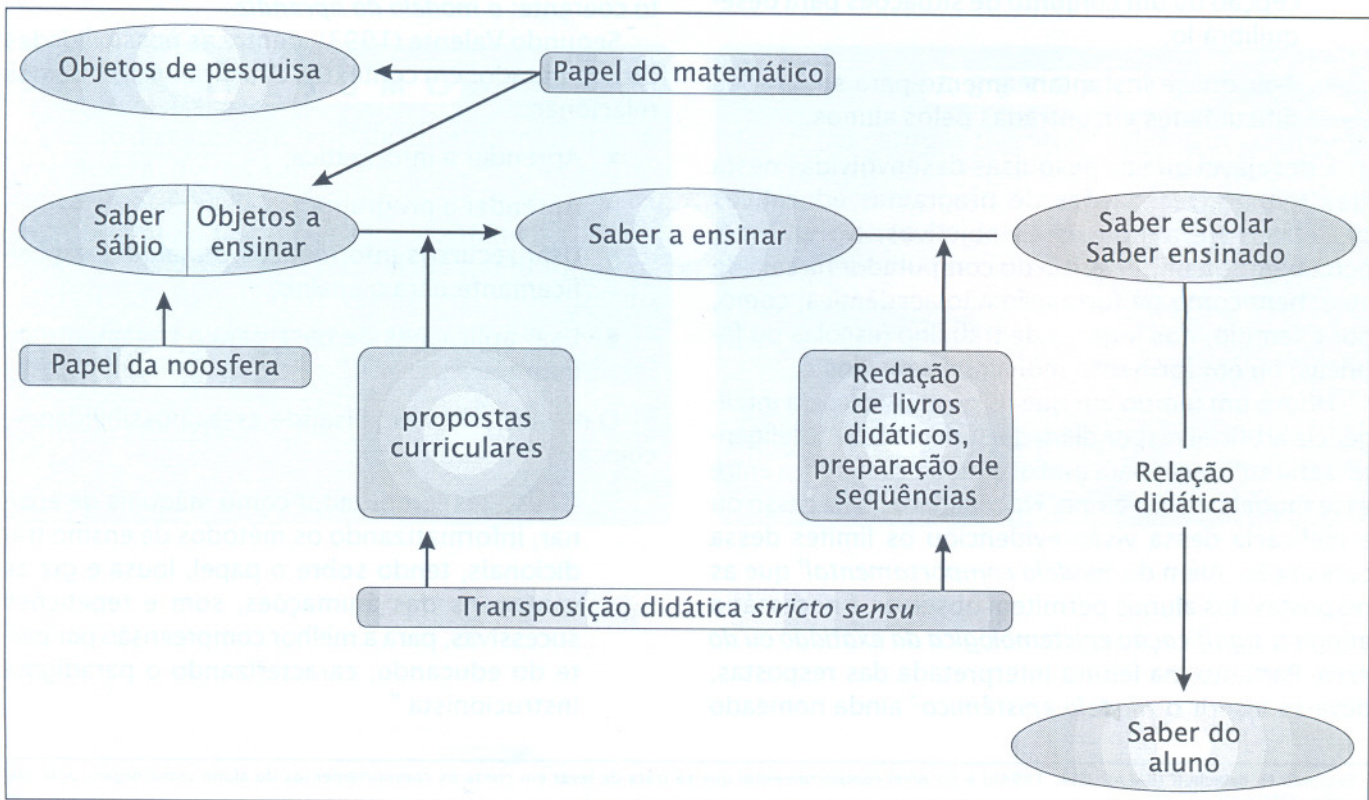 Objetos de pesquisa
Papel do matemático
Saber
sábio
Objetos a
ensinar
Saber a ensinar
Saber escolar
Saber ensinado
Papel da noosfera
propostas
curriculares
Redação
de livros
didáticos,
preparação de
seqüências
Relação
didática
Transposição didática stricto sensu
Saber do
aluno